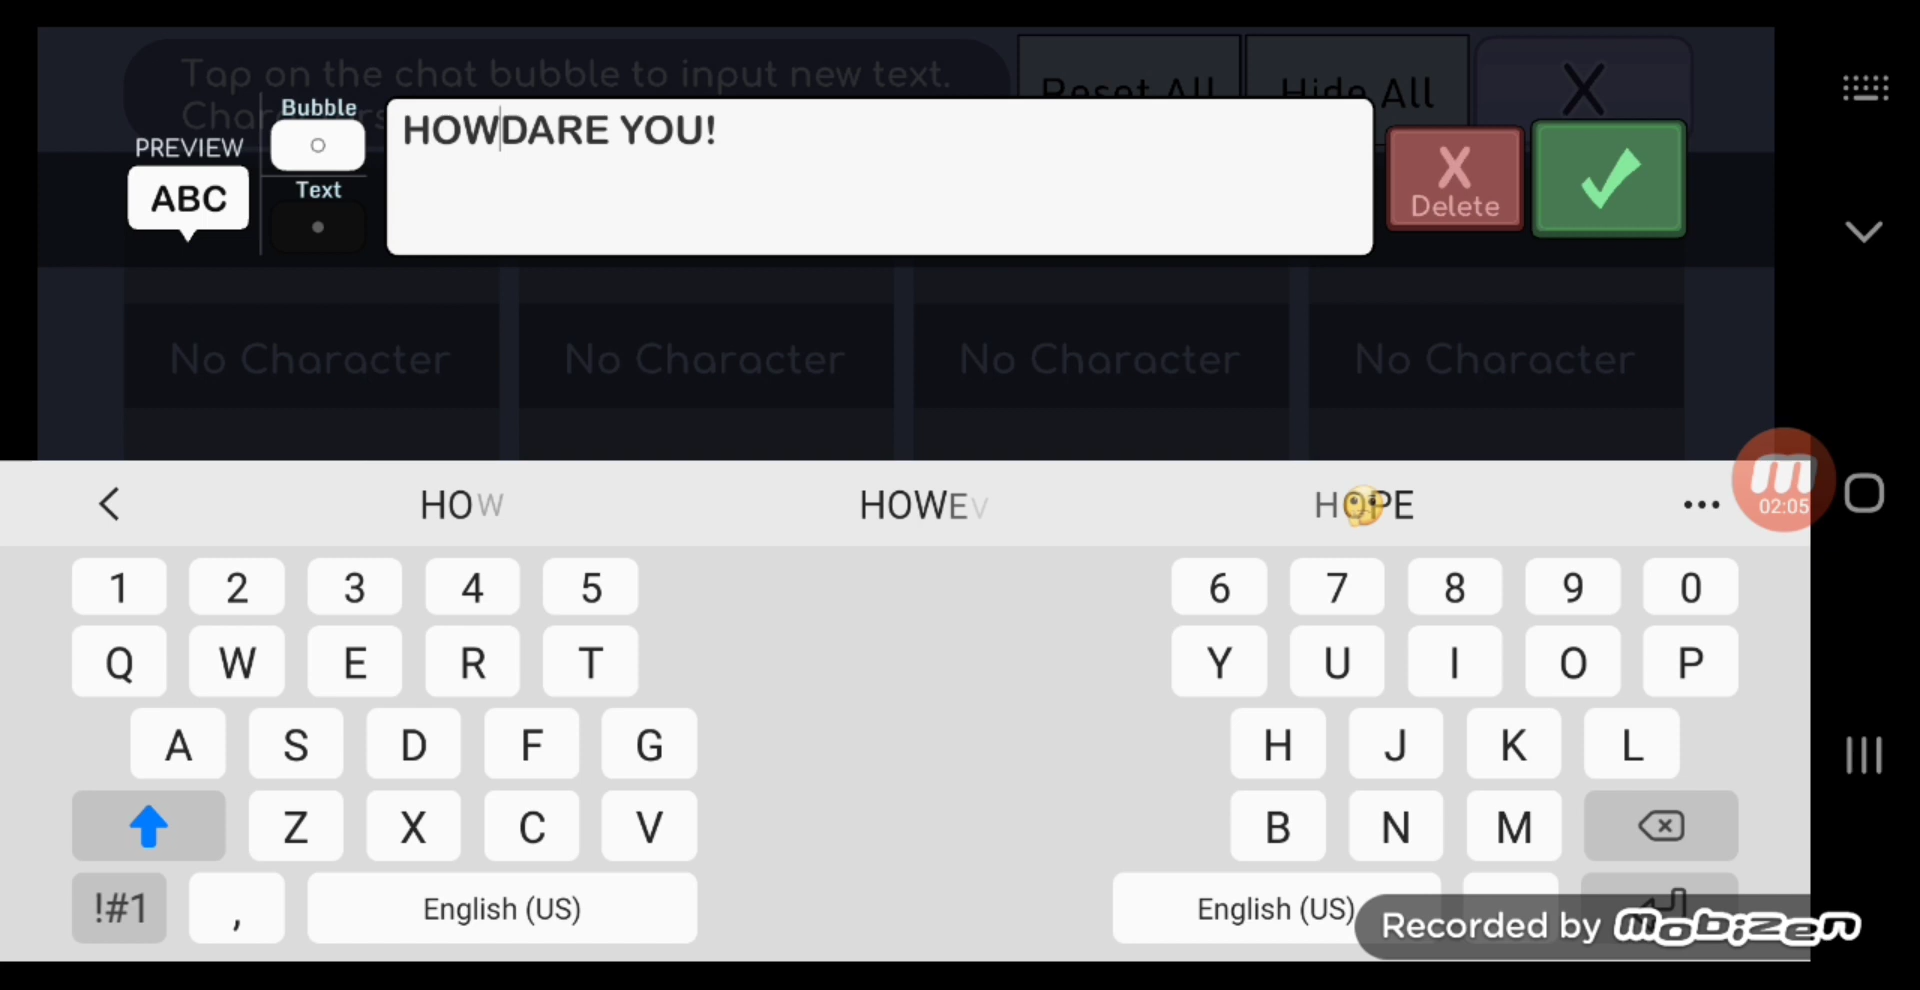 Tap on the chat bubble to input new text.
Reset All
Hide All
X
Bubble
PREVIEW
ABC
Text
HOWDARE YOU!
X
Delete
No Character
No Character
No Character
No Character
HOW
HOWEV
02:05
1 2 3 4 5 6 7 8 9 0
Q W E R T Y U I O P
A S D F G H J K L
Z X C V B N M
!#1 , English (US) English (US)
Recorded by mobizen